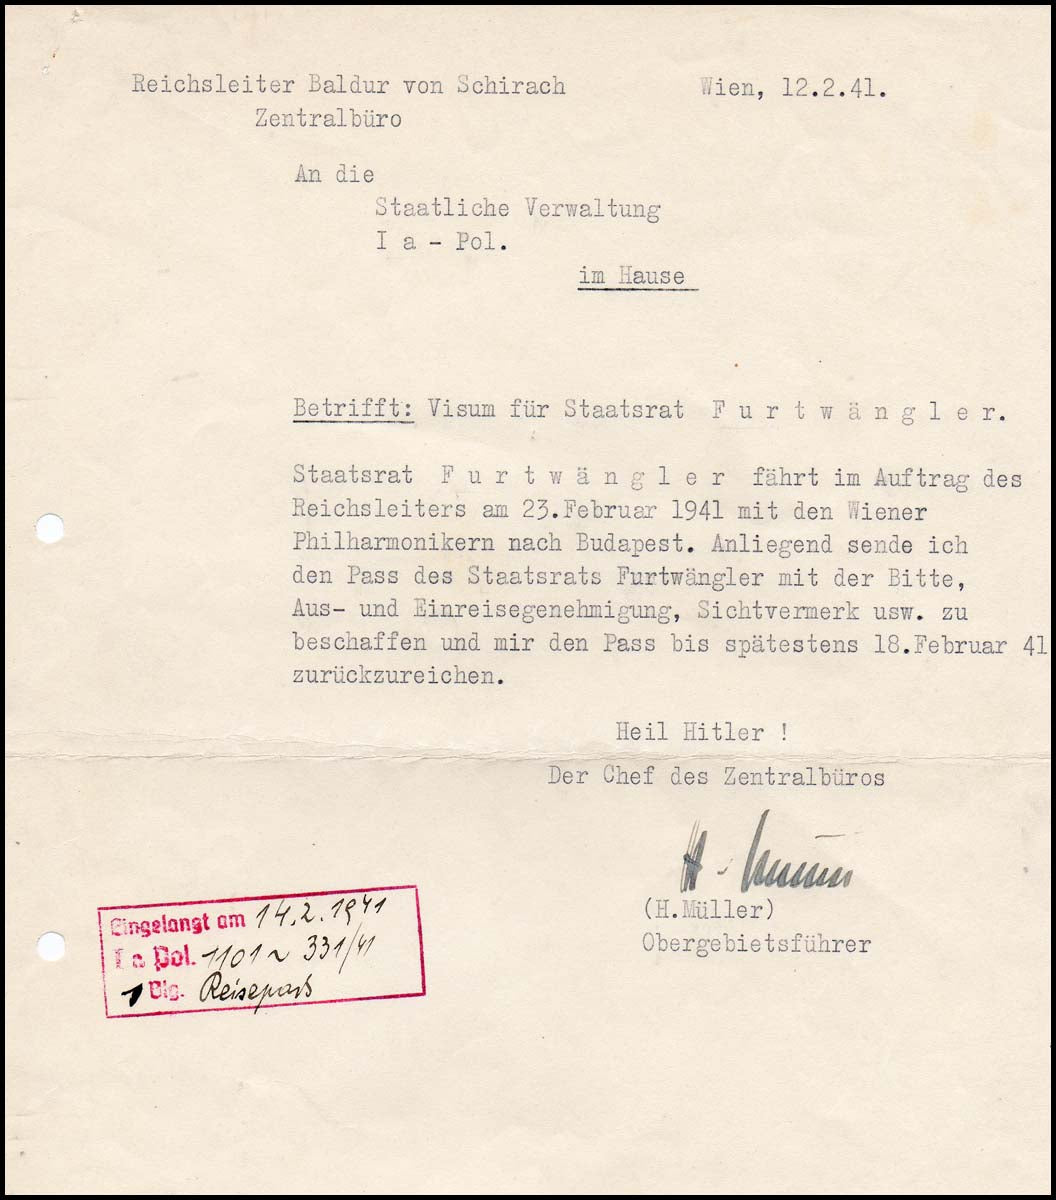 Reichsleiter Baldur von Schirach Wien, 12.2.41.
Zentralbüro
An die
Staatliche Verwaltung
I a - Pol.
im Hause
Betrifft: Visum für Staatsrat F u r t w ä n g l e r.
Staatsrat F u r t w ä n g l e r fährt im Auftrag des
Reichsleiters am 23.Februar 1941 mit den Wiener
Philharmonikern nach Budapest. Anliegend sende ich
den Pass des Staatsrats Furtwängler mit der Bitte,
Aus- und Einreisegenehmigung, Sichtvermerk usw. zu
beschaffen und mir den Pass bis spätestens 18.Februar 41
zurückzureichen.
Heil Hitler !
Der Chef des Zentralbüros
(H.Müller)
Obergebietsführer
Eingelangt am 14.2.1941
I a Pol. 1101 ~ 331/41
1 Blg. Reisepass